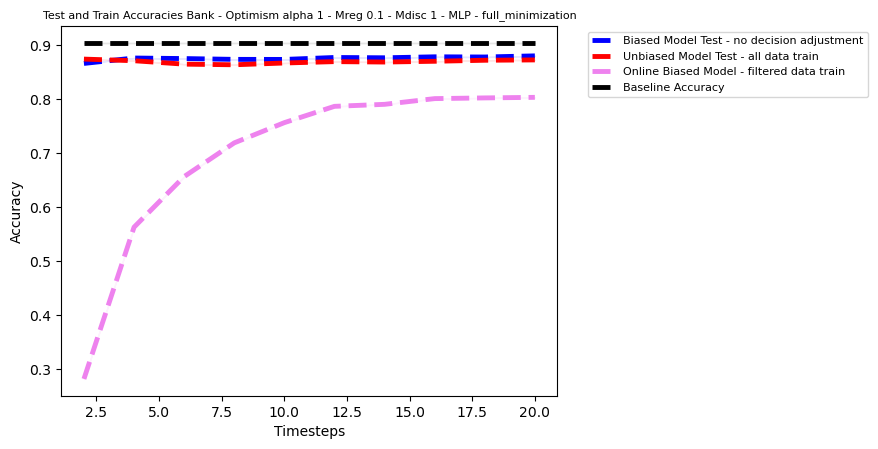 Test and Train Accuracies Bank - Optimism alpha 1 - Mreg 0.1 - Mdisc 1 - MLP - full_minimization
Biased Model Test - no decision adjustment
Unbiased Model Test - all data train
Online Biased Model - filtered data train
Baseline Accuracy
Accuracy
0.9
0.8
0.7
0.6
0.5
0.4
0.3
2.5 5.0 7.5 10.0 12.5 15.0 17.5 20.0
Timesteps